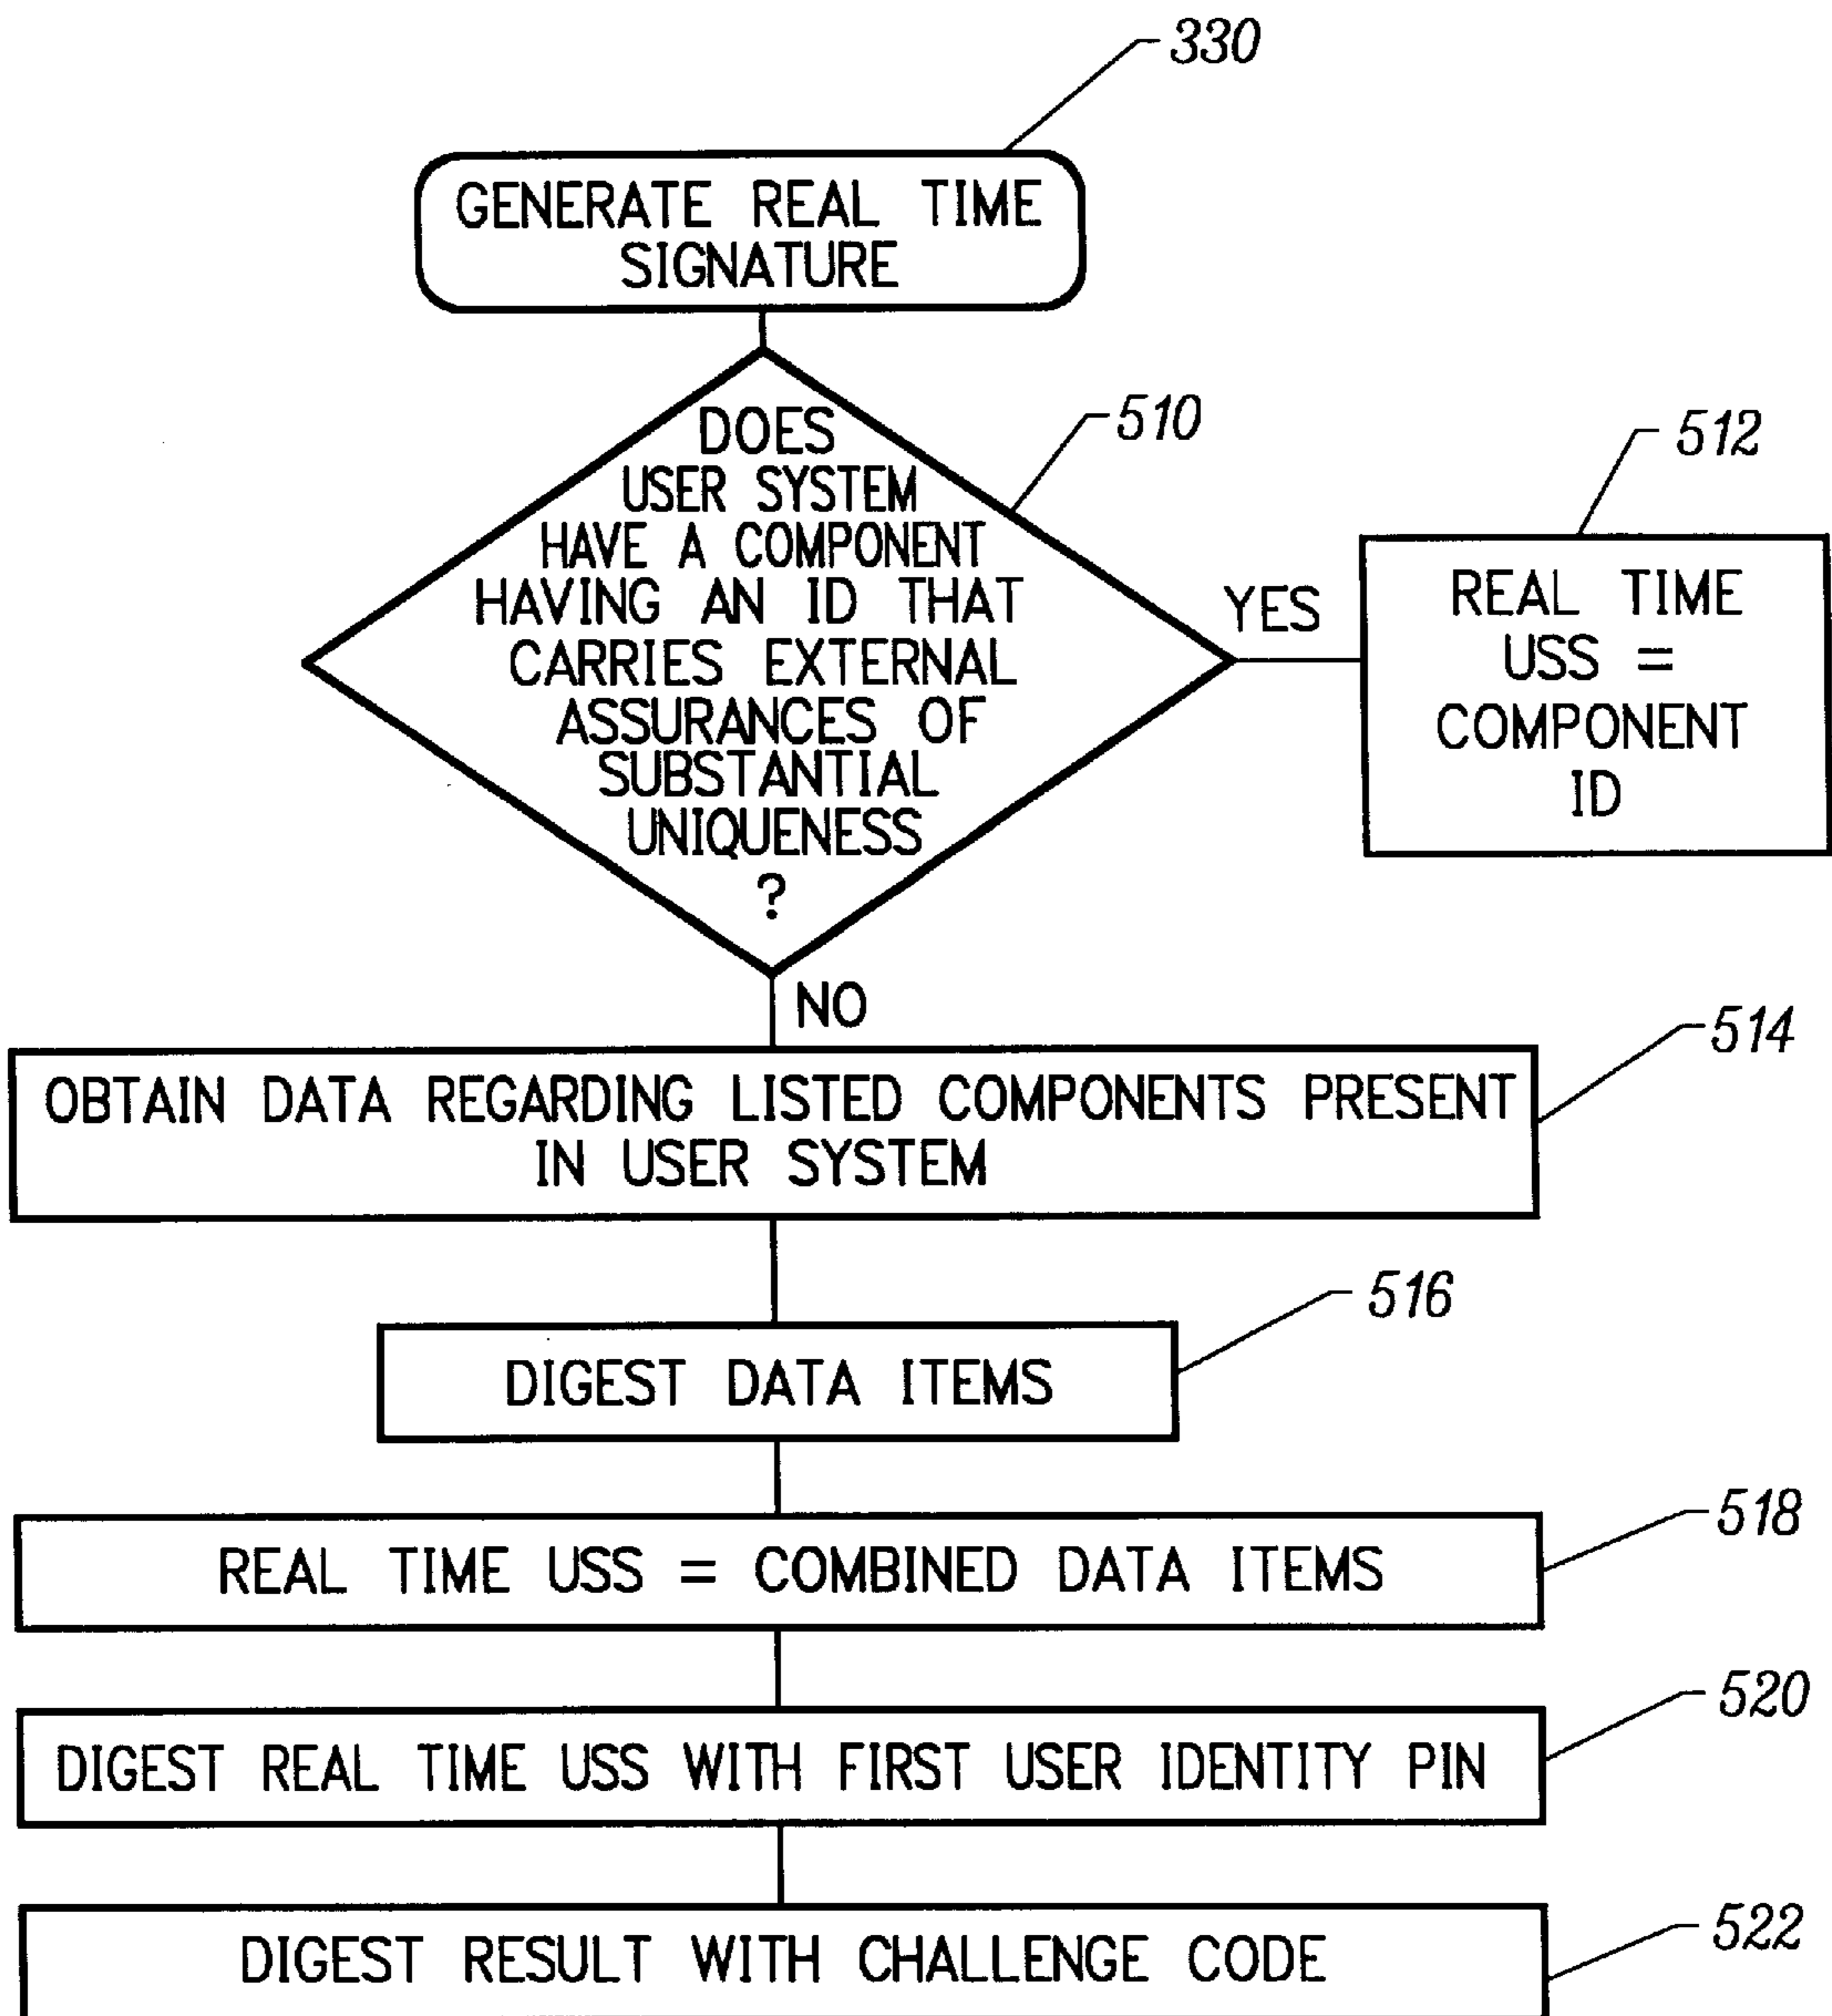 330
GENERATE REAL TIME
SIGNATURE
DOES
USER SYSTEM
HAVE A COMPONENT
HAVING AN ID THAT
CARRIES EXTERNAL
ASSURANCES OF
SUBSTANTIAL
UNIQUENESS
?
510
YES
512
REAL TIME
USS =
COMPONENT
ID
NO
514
OBTAIN DATA REGARDING LISTED COMPONENTS PRESENT
IN USER SYSTEM
516
DIGEST DATA ITEMS
518
REAL TIME USS = COMBINED DATA ITEMS
520
DIGEST REAL TIME USS WITH FIRST USER IDENTITY PIN
522
DIGEST RESULT WITH CHALLENGE CODE